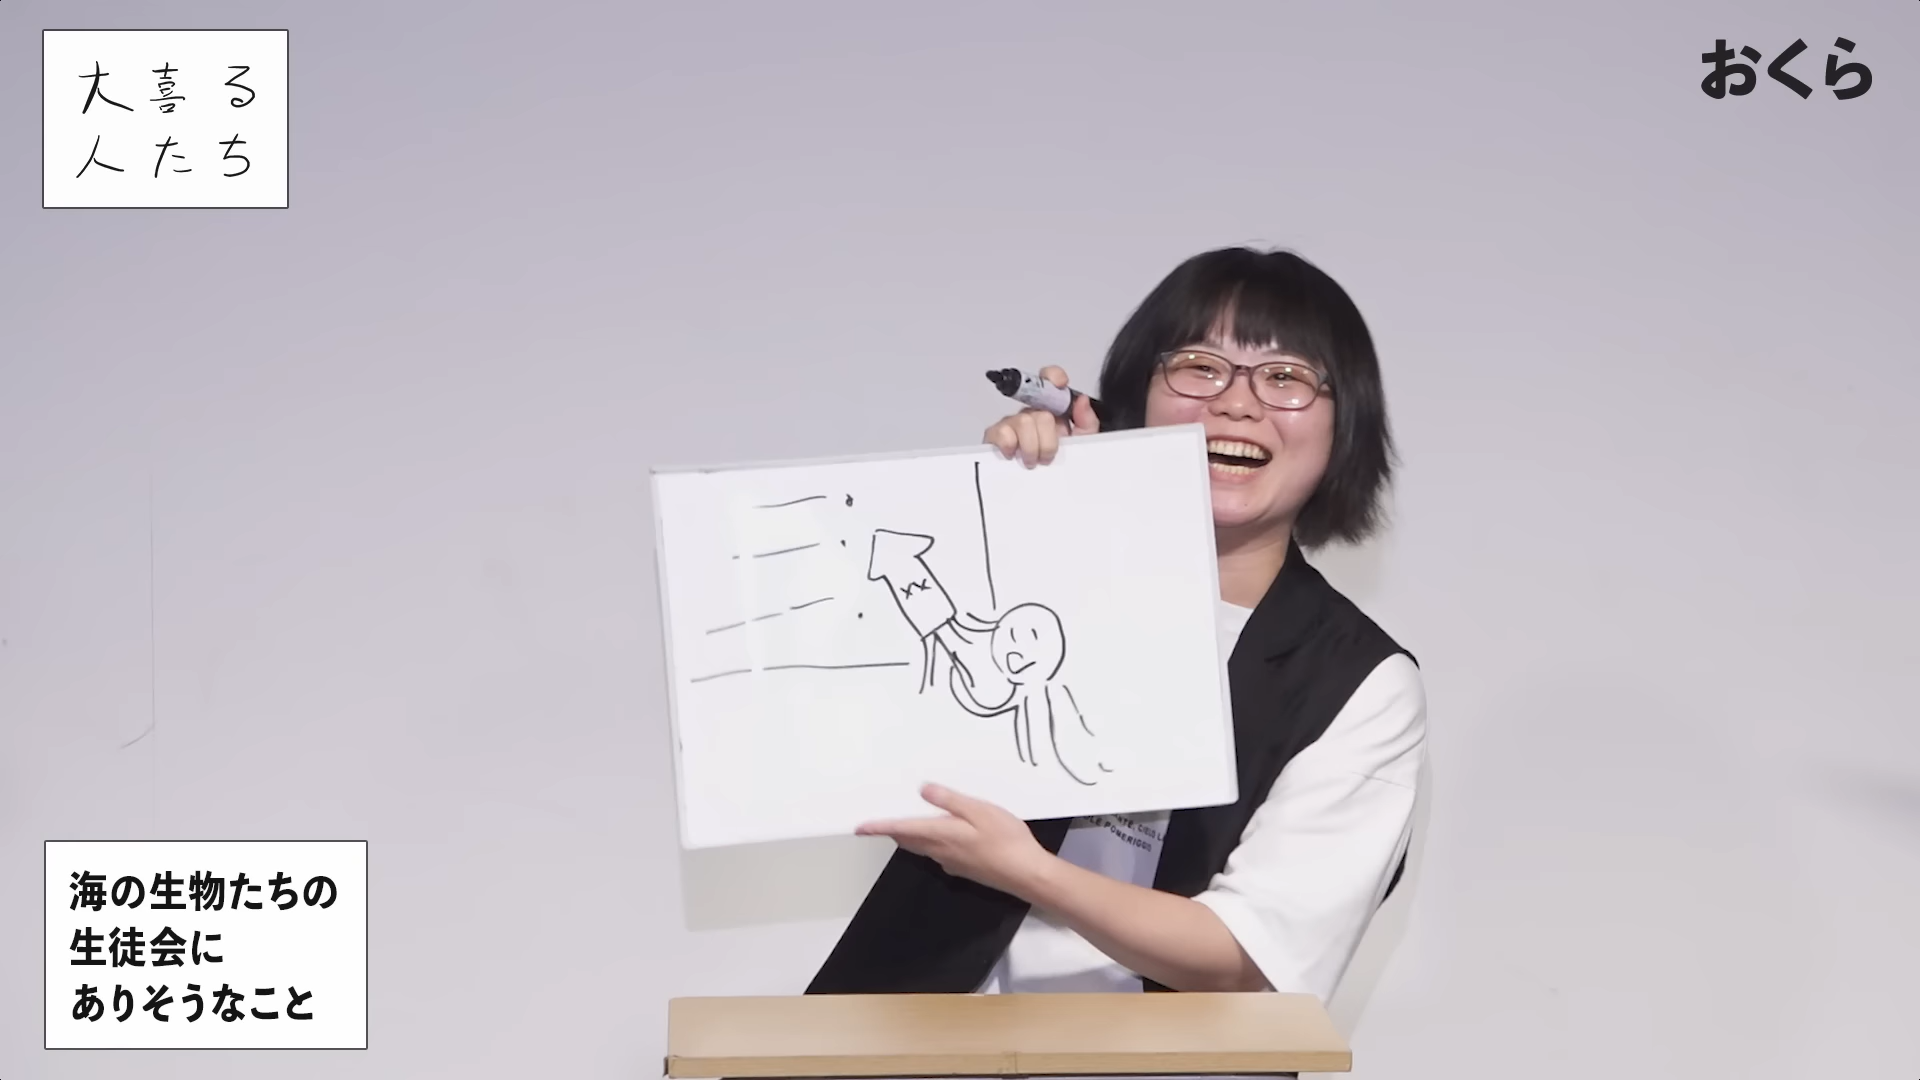 大喜る
人たち
おくら
海の生物たちの
生徒会に
ありそうなこと